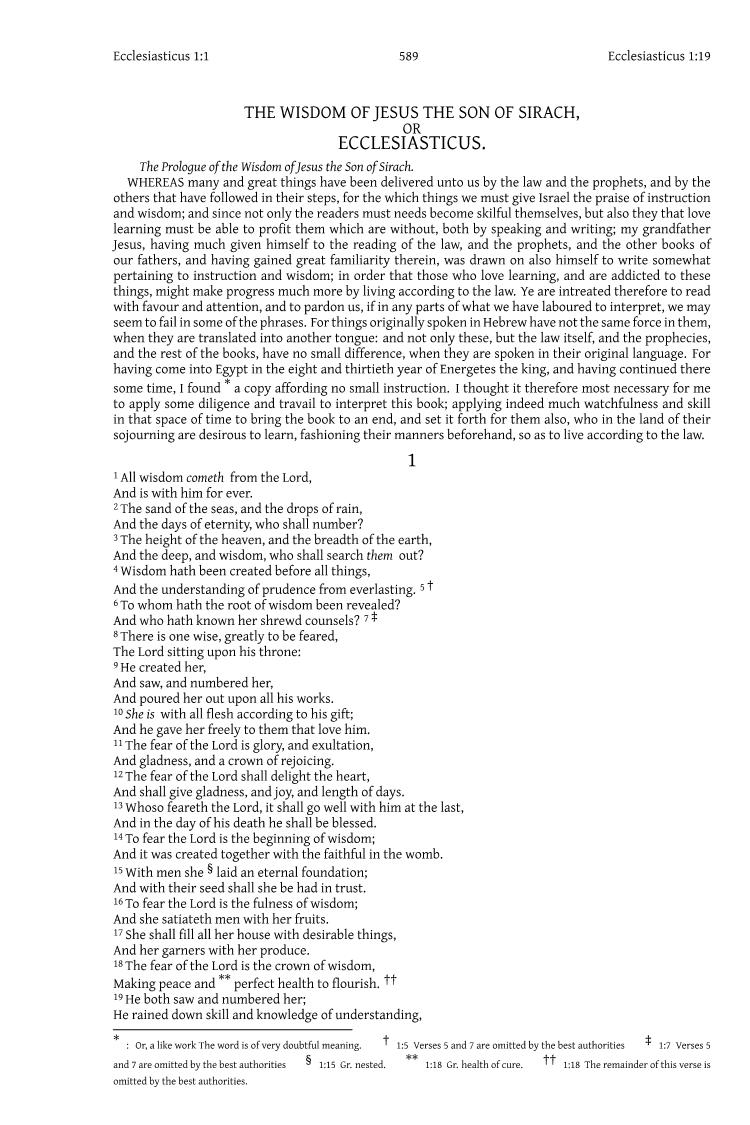 Ecclesiasticus 1:1 589 Ecclesiasticus 1:19
THE WISDOM OF JESUS THE SON OF SIRACH,
OR
ECCLESIASTICUS.
The Prologue of the Wisdom of Jesus the Son of Sirach.
WHEREAS many and great things have been delivered unto us by the law and the prophets, and by the
others that have followed in their steps, for the which things we must give Israel the praise of instruction
and wisdom; and since not only the readers must needs become skilful themselves, but also they that love
learning must be able to profit them which are without, both by speaking and writing; my grandfather
Jesus, having much given himself to the reading of the law, and the prophets, and the other books of
our fathers, and having gained great familiarity therein, was drawn on also himself to write somewhat
pertaining to instruction and wisdom; in order that those who love learning, and are addicted to these
things, might make progress much more by living according to the law. Ye are intreated therefore to read
with favour and attention, and to pardon us, if in any parts of what we have laboured to interpret, we may
seem to fail in some of the phrases. For things originally spoken in Hebrew have not the same force in them,
when they are translated into another tongue: and not only these, but the law itself, and the prophecies,
and the rest of the books, have no small difference, when they are spoken in their original language. For
having come into Egypt in the eight and thirtieth year of Energetes the king, and having continued there
some time, I found * a copy affording no small instruction. I thought it therefore most necessary for me
to apply some diligence and travail to interpret this book; applying indeed much watchfulness and skill
in that space of time to bring the book to an end, and set it forth for them also, who in the land of their
sojourning are desirous to learn, fashioning their manners beforehand, so as to live according to the law.
1
1 All wisdom cometh from the Lord,
And is with him for ever.
2 The sand of the seas, and the drops of rain,
And the days of eternity, who shall number?
3 The height of the heaven, and the breadth of the earth,
And the deep, and wisdom, who shall search them out?
4 Wisdom hath been created before all things,
And the understanding of prudence from everlasting. 5 †
6 To whom hath the root of wisdom been revealed?
And who hath known her shrewd counsels? 7 ‡
8 There is one wise, greatly to be feared,
The Lord sitting upon his throne:
9 He created her,
And saw, and numbered her,
And poured her out upon all his works.
10 She is with all flesh according to his gift;
And he gave her freely to them that love him.
11 The fear of the Lord is glory, and exultation,
And gladness, and a crown of rejoicing.
12 The fear of the Lord shall delight the heart,
And shall give gladness, and joy, and length of days.
13 Whoso feareth the Lord, it shall go well with him at the last,
And in the day of his death he shall be blessed.
14 To fear the Lord is the beginning of wisdom;
And it was created together with the faithful in the womb.
15 With men she § laid an eternal foundation;
And with their seed shall she be had in trust.
16 To fear the Lord is the fulness of wisdom;
And she satiateth men with her fruits.
17 She shall fill all her house with desirable things,
And her garners with her produce.
18 The fear of the Lord is the crown of wisdom,
Making peace and ** perfect health to flourish. ††
19 He both saw and numbered her;
He rained down skill and knowledge of understanding,
* : Or, a like work The word is of very doubtful meaning. † 1:5 Verses 5 and 7 are omitted by the best authorities ‡ 1:7 Verses 5
and 7 are omitted by the best authorities § 1:15 Gr. nested. ** 1:18 Gr. health of cure. †† 1:18 The remainder of this verse is
omitted by the best authorities.